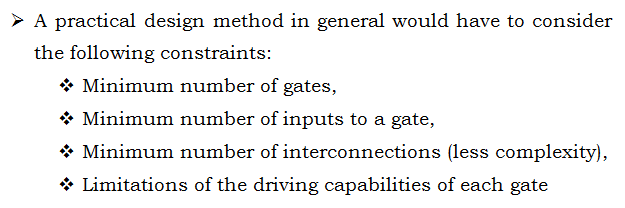 ➢ A practical design method in general would have to consider
the following constraints:
❖ Minimum number of gates,
❖ Minimum number of inputs to a gate,
❖ Minimum number of interconnections (less complexity),
❖ Limitations of the driving capabilities of each gate